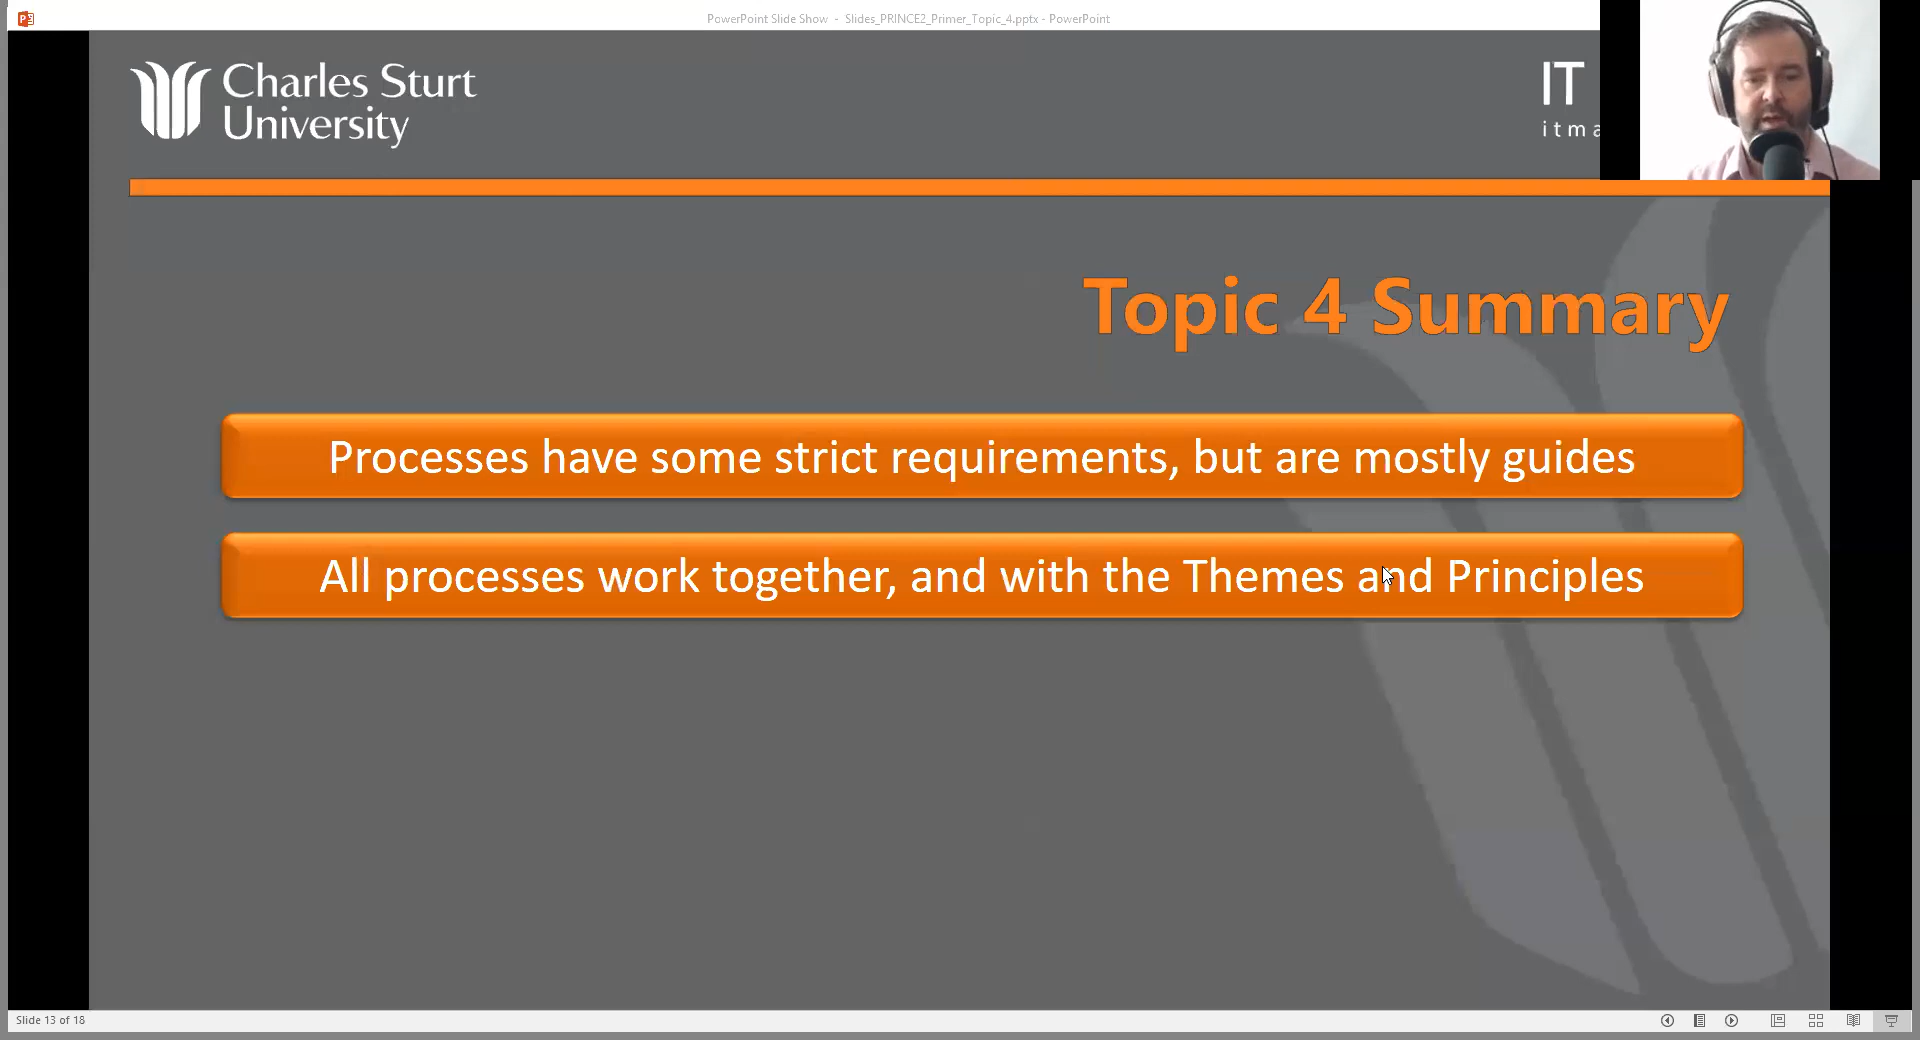 PowerPoint Slide Show - Slides_PRINCE2_Primer_Topic_4.pptx - PowerPoint
Charles Sturt
University
IT
itma
Topic 4 Summary
Processes have some strict requirements, but are mostly guides
All processes work together, and with the Themes and Principles
Slide 13 of 18